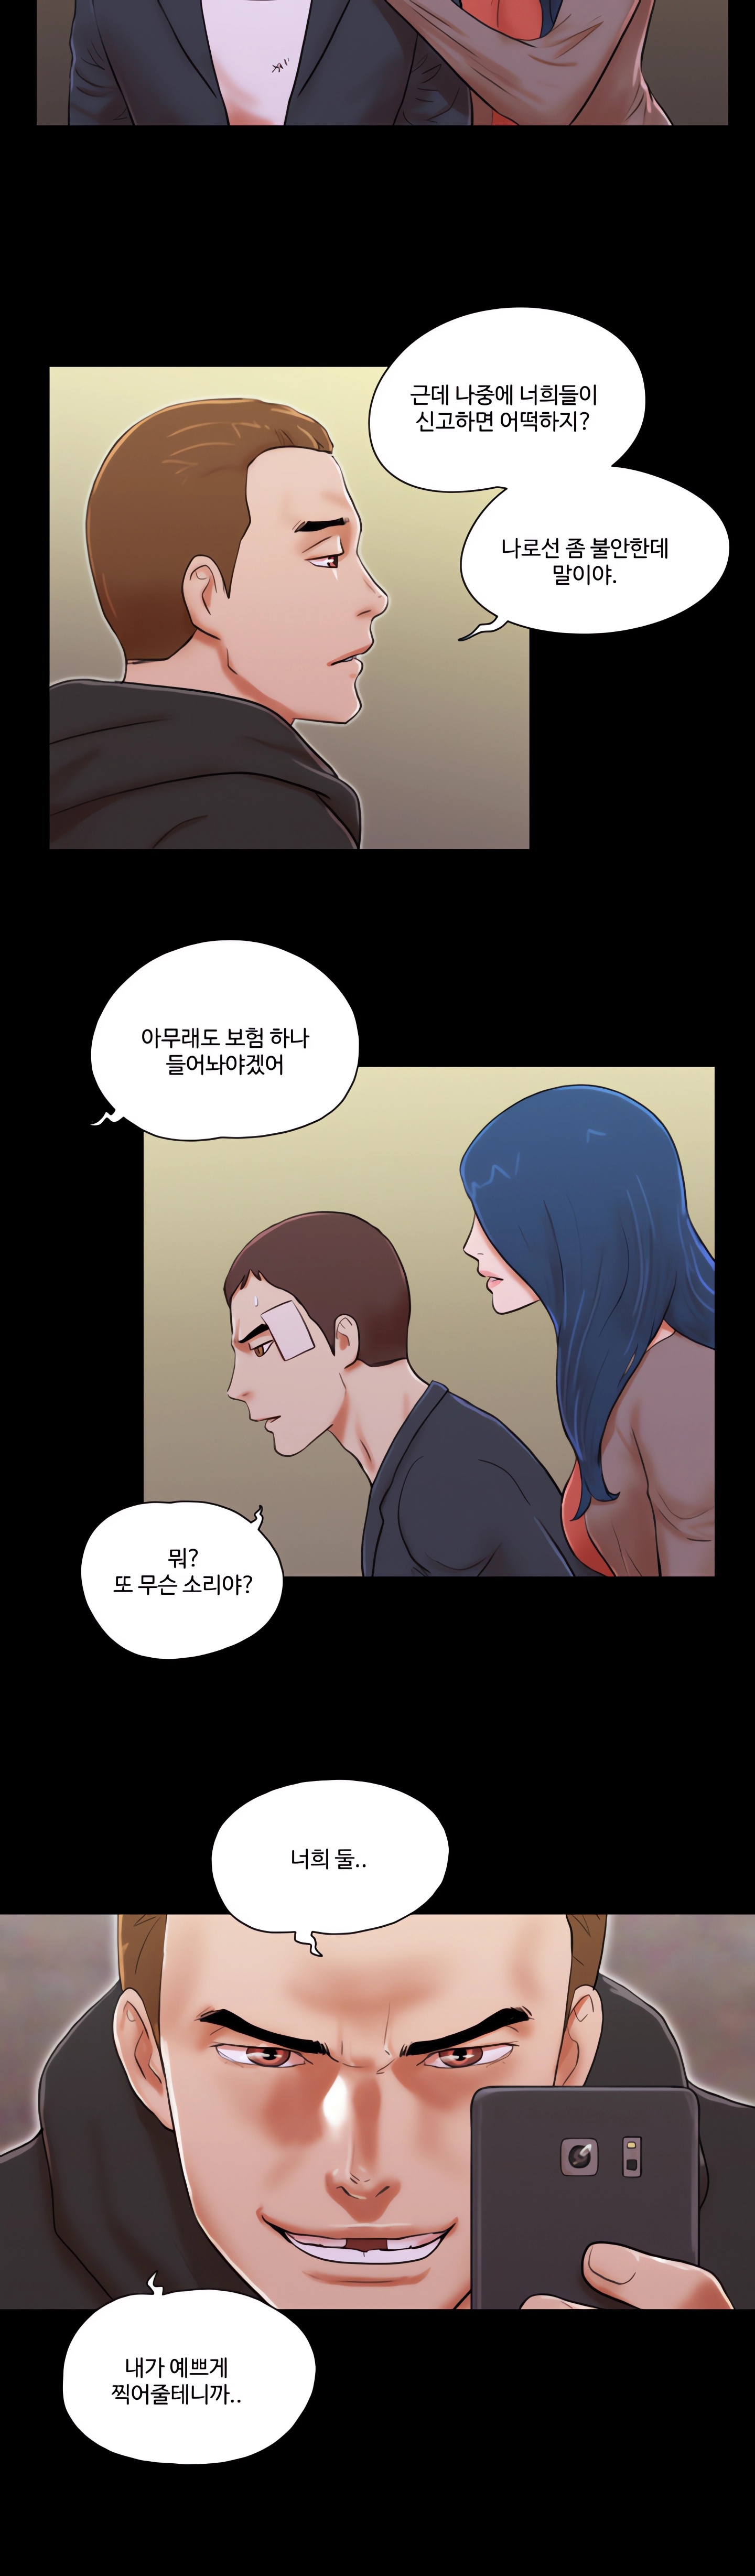 근데 나중에 너희들이
신고하면 어떡하지?
나로선 좀 불안한데
말이야.
아무래도 보험 하나
들어놔야겠어
뭐?
또 무슨 소리야?
너희 둘..
내가 예쁘게
찍어줄테니까..